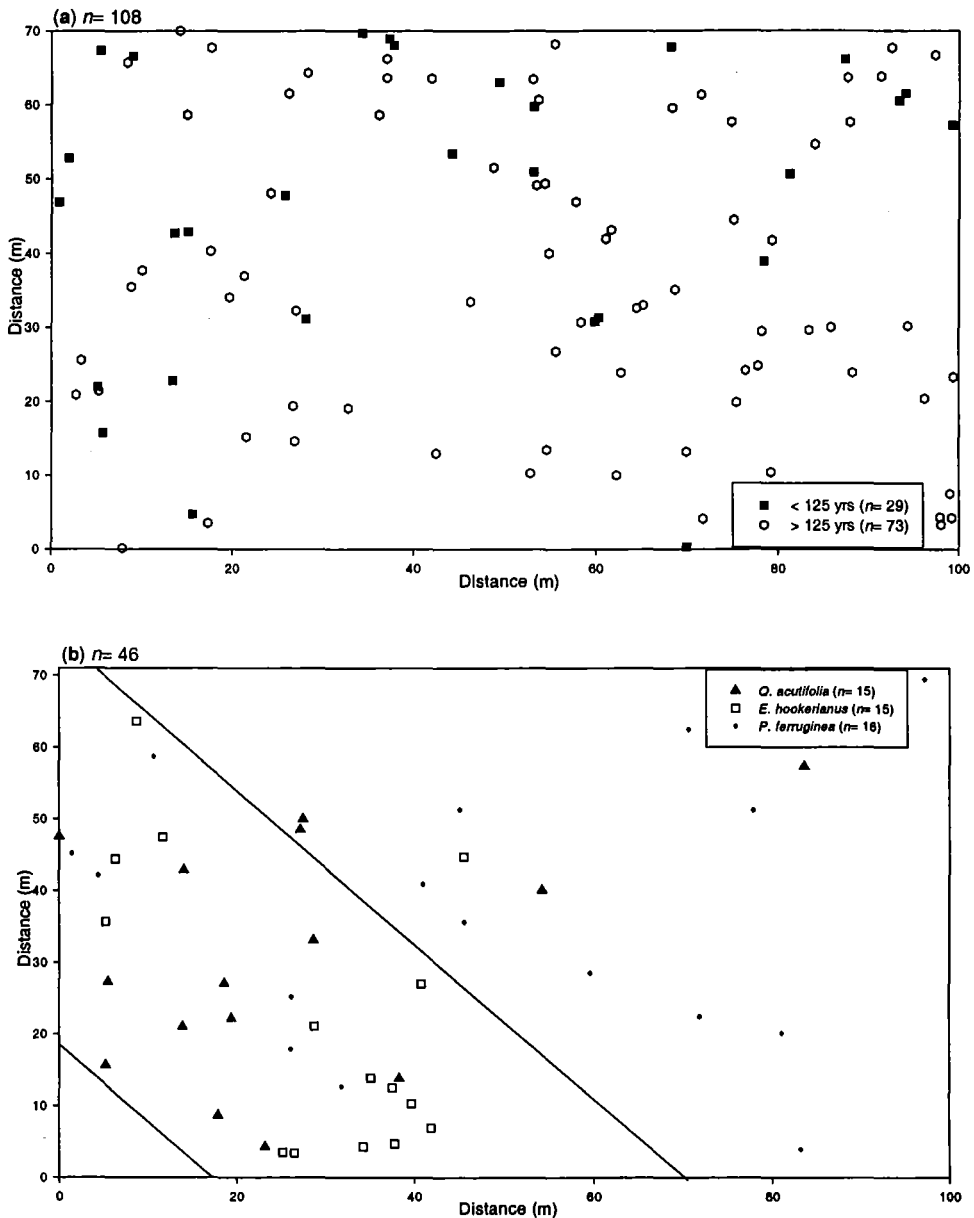 (a) n= 108
Distance (m)
70
60
50
40
30
20
10
0
■ < 125 yrs (n= 29)
○ > 125 yrs (n= 73)
0 20 40 60 80 100
Distance (m)
(b) n= 46
Distance (m)
70
60
50
40
30
20
10
0
▲ Q. acutifolia (n= 15)
□ E. hookerianus (n= 15)
• P. ferruginea (n= 16)
0 20 40 60 80 100
Distance (m)